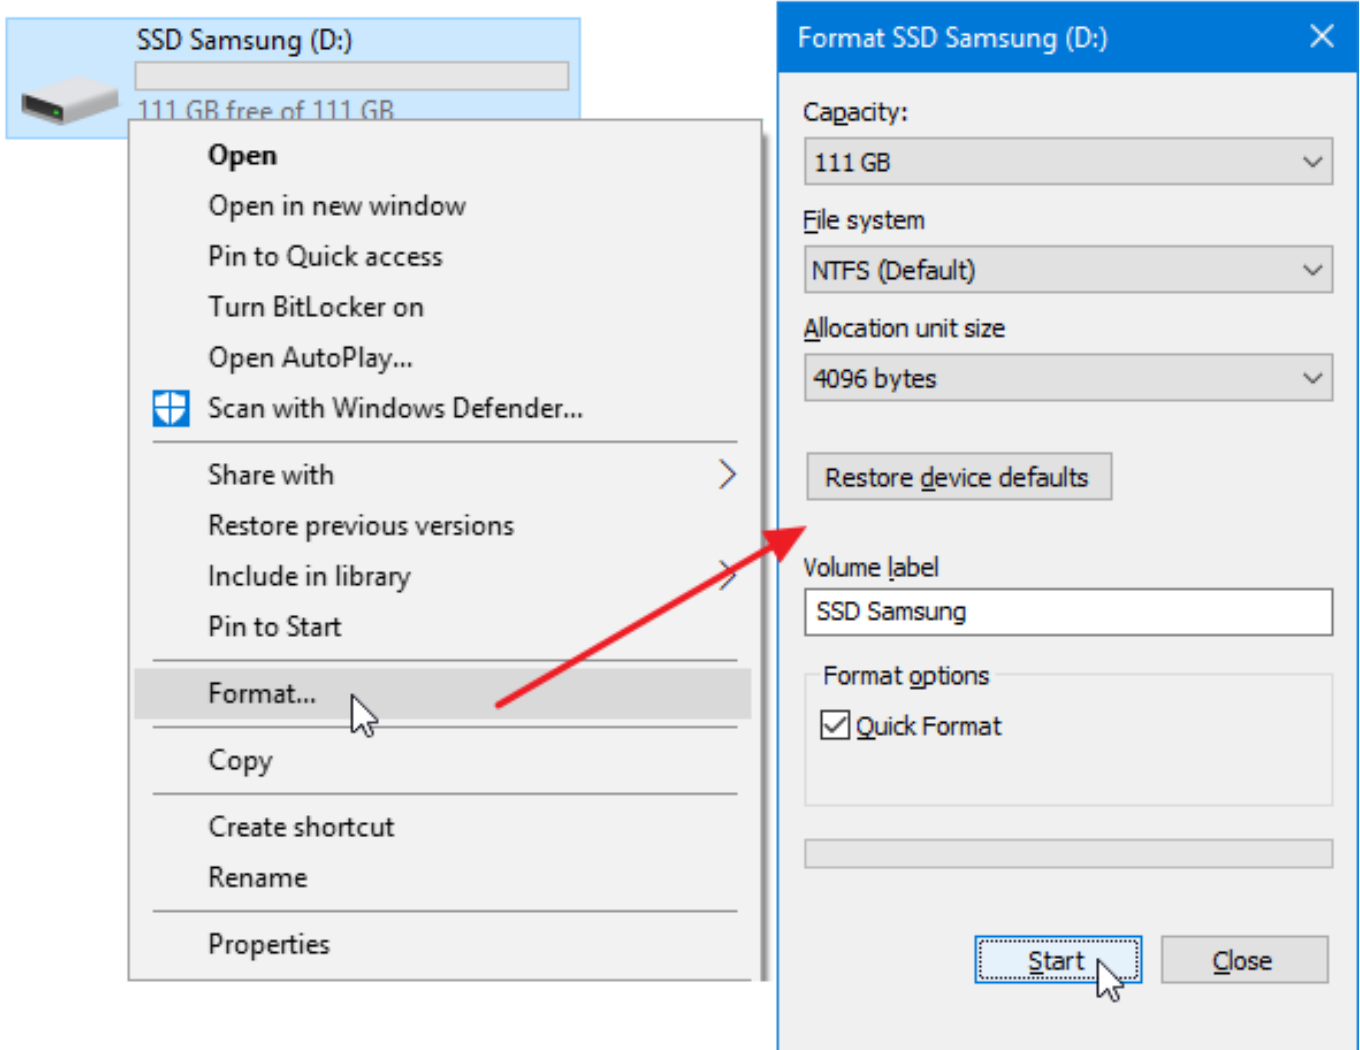 SSD Samsung (D:)
111 GB free of 111 GB
Open
Open in new window
Pin to Quick access
Turn BitLocker on
Open AutoPlay...
Scan with Windows Defender...
Share with
Restore previous versions
Include in library
Pin to Start
Format...
Copy
Create shortcut
Rename
Properties
Format SSD Samsung (D:)
Capacity:
111 GB
File system
NTFS (Default)
Allocation unit size
4096 bytes
Restore device defaults
Volume label
SSD Samsung
Format options
Quick Format
Start
Close